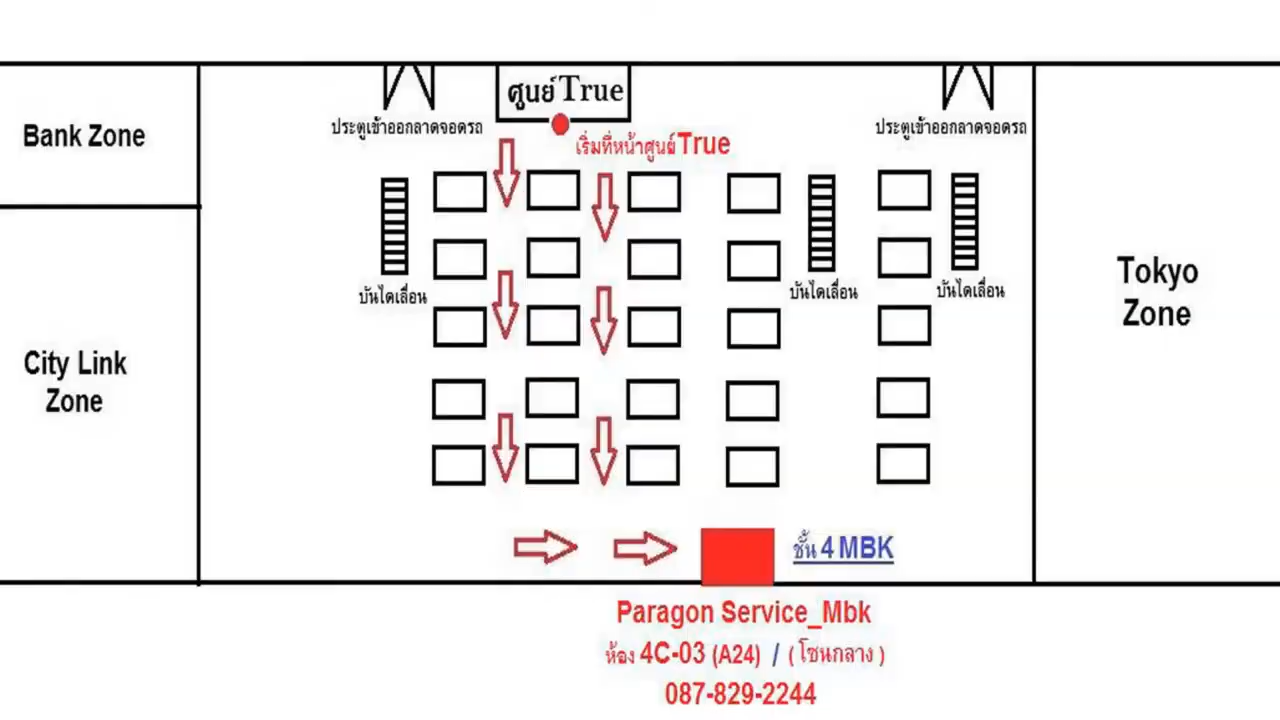 ศูนย์True
Bank Zone
ประตูเข้าออกลาดจอดรถ
ประตูเข้าออกลาดจอดรถ
เริ่มที่หน้าศูนย์True
บันไดเลื่อน
บันไดเลื่อน
บันไดเลื่อน
Tokyo
Zone
City Link
Zone
ชั้น 4 MBK
Paragon Service_Mbk
ห้อง 4C-03 (A24) / (โซนกลาง)
087-829-2244